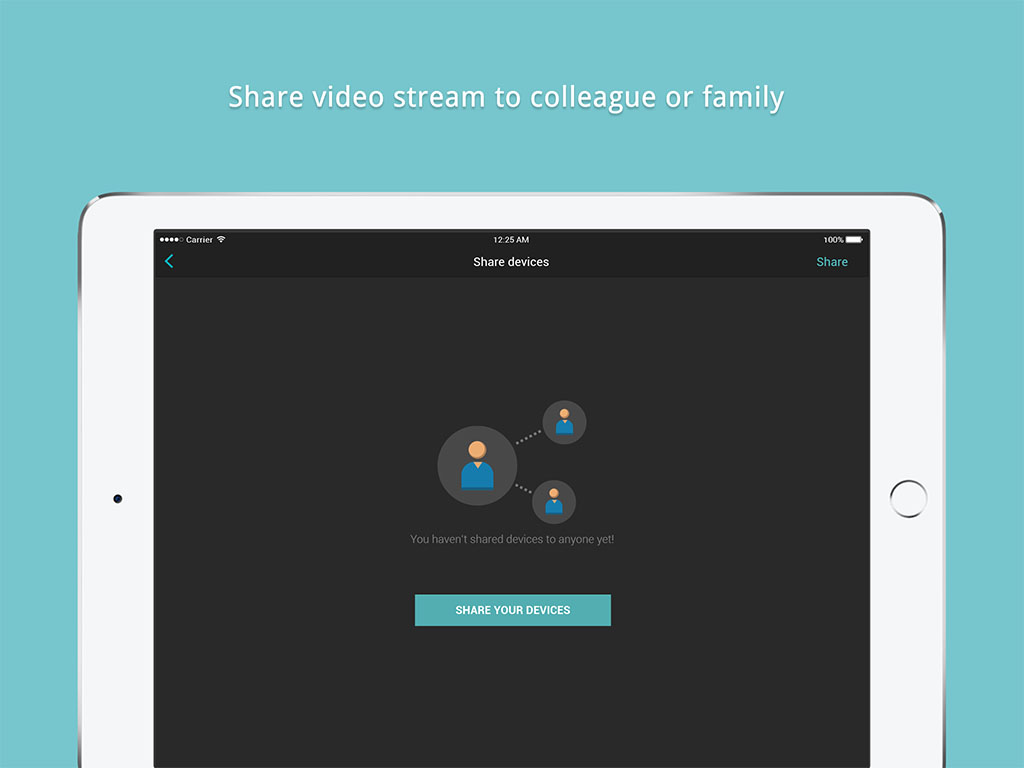 Share video stream to colleague or family
Carrier 12:25 AM 100%
Share devices Share
You haven't shared devices to anyone yet!
SHARE YOUR DEVICES